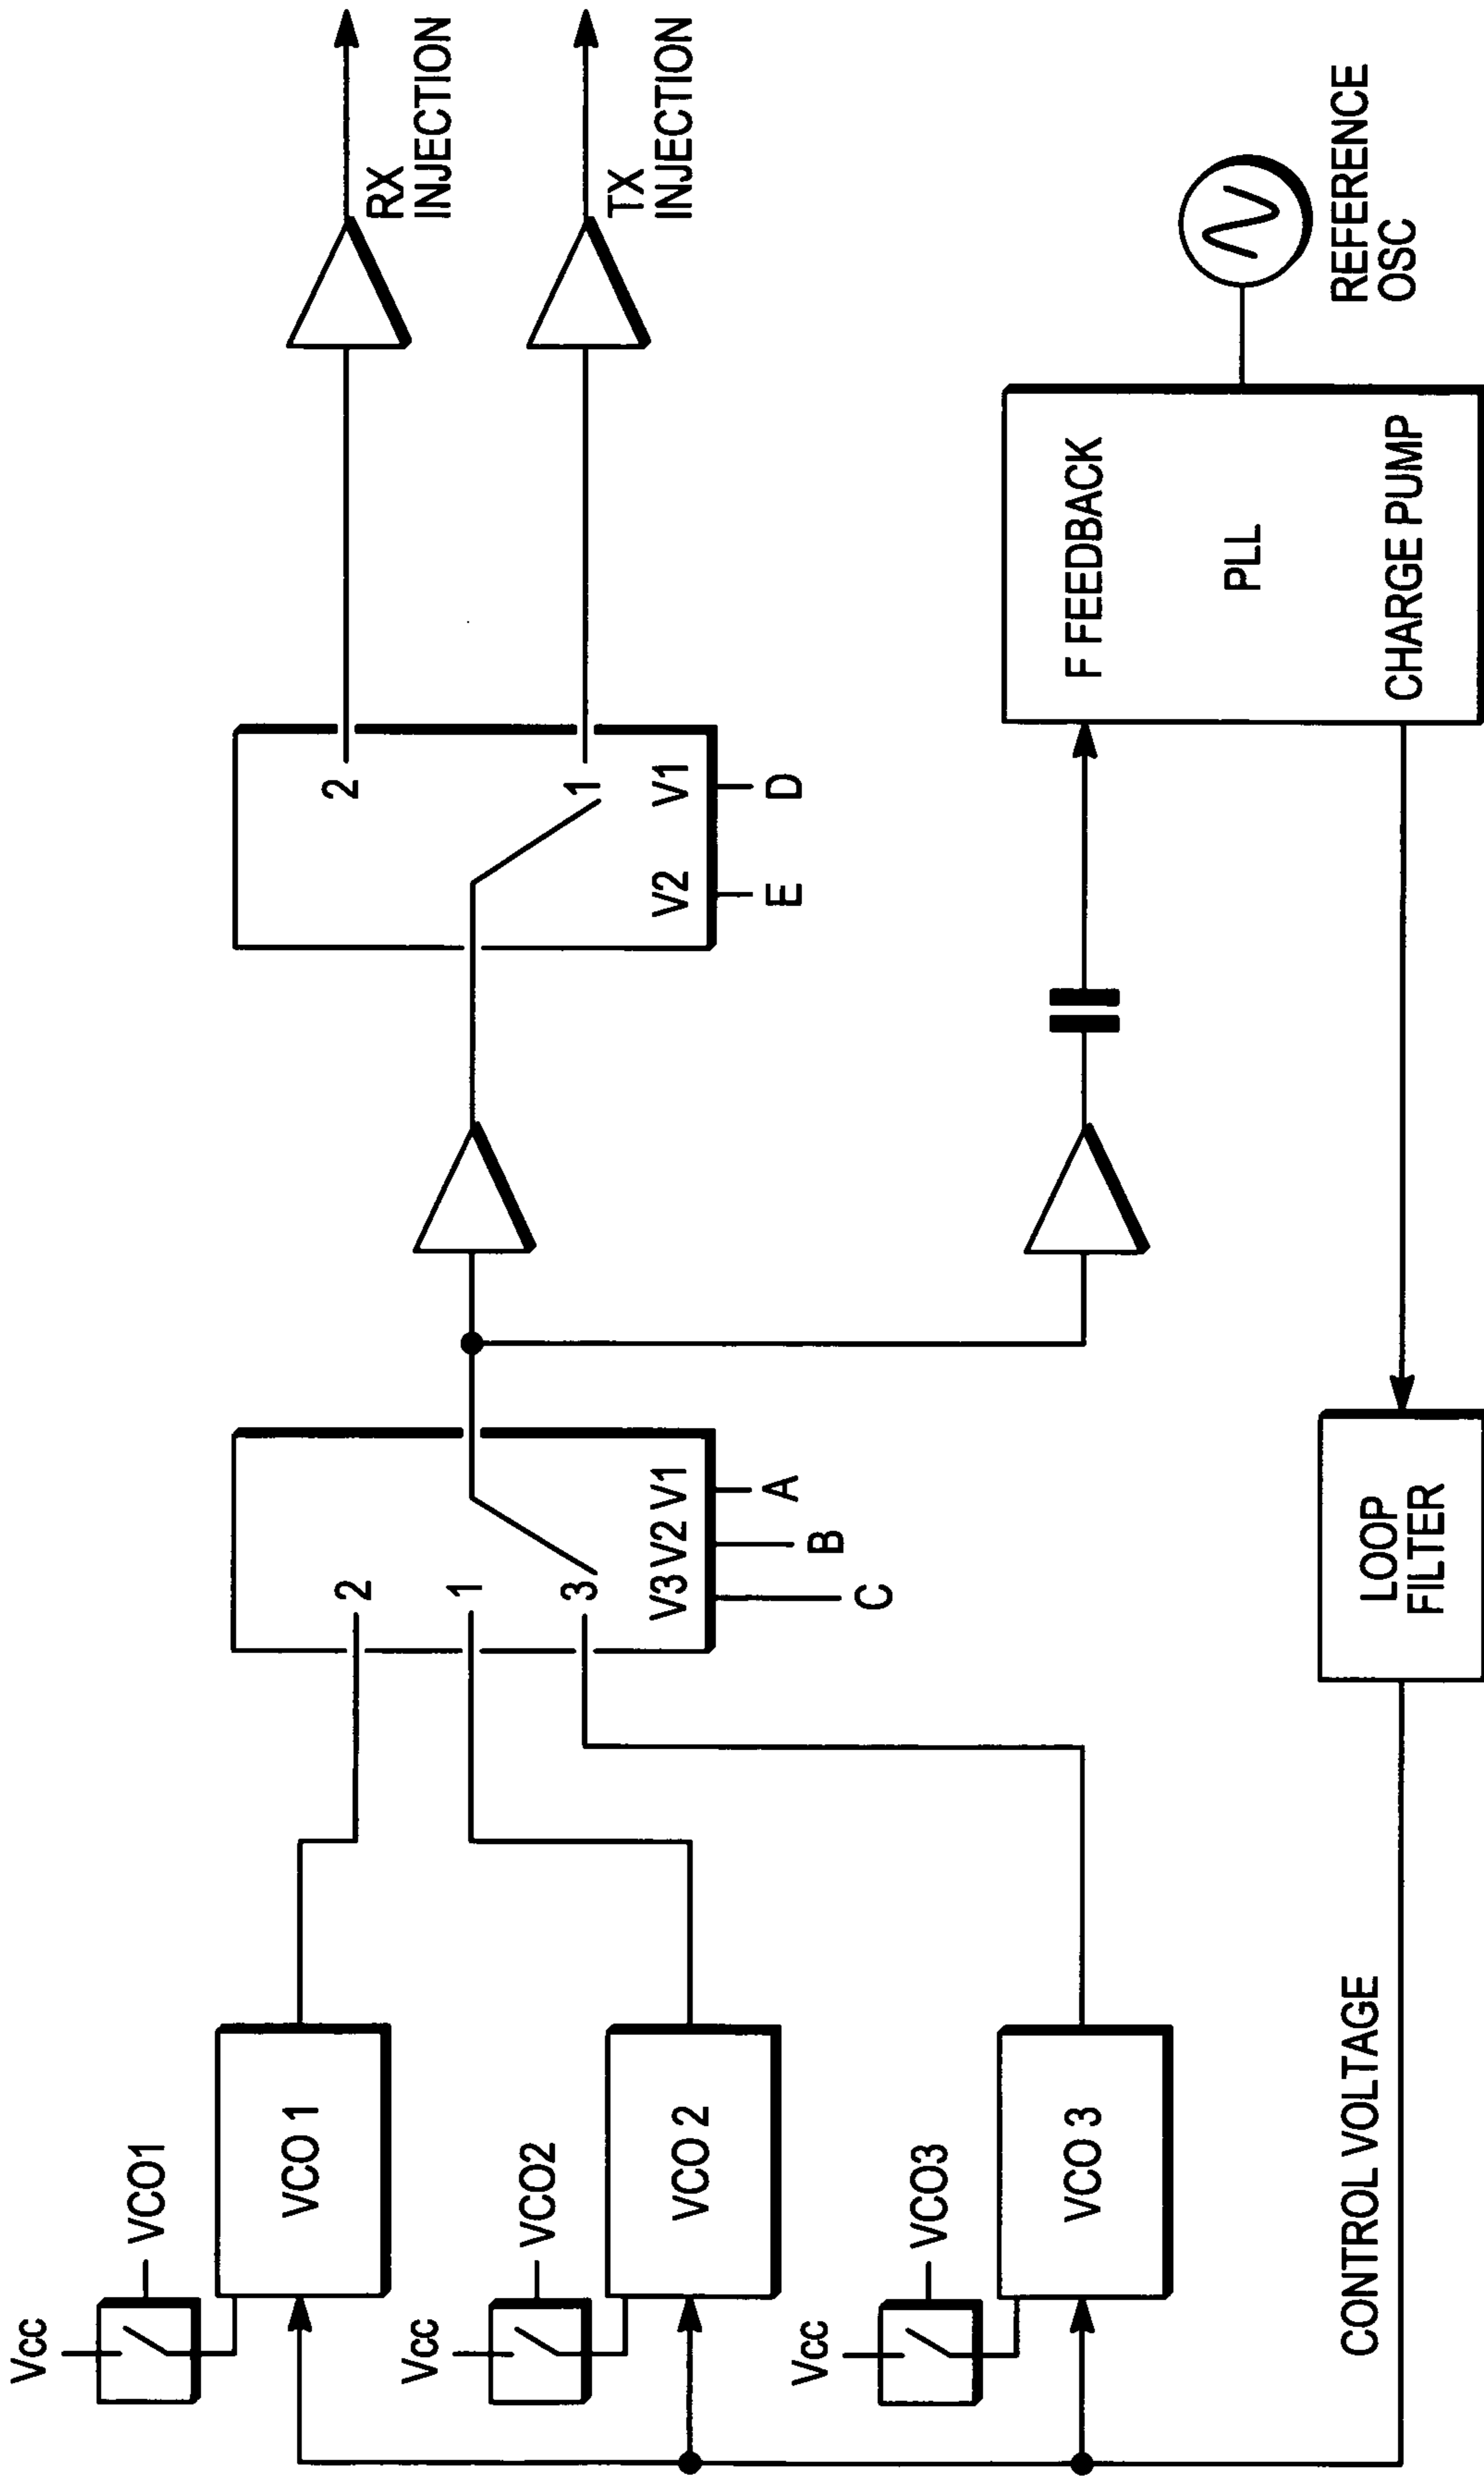 Vcc
VCO1
VCO 1
Vcc
VCO2
VCO 2
Vcc
VCO3
VCO 3
CONTROL VOLTAGE
2
1
3
V3 V2 V1
C
B
A
2
1
V2 V1
E
D
RX
INJECTION
TX
INJECTION
F FEEDBACK
PLL
CHARGE PUMP
REFERENCE
OSC
LOOP
FILTER